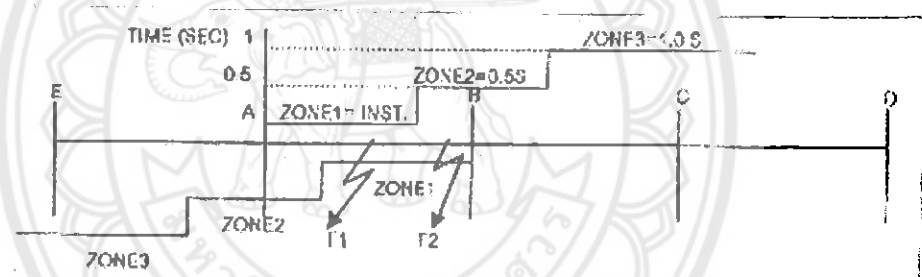 TIME (SEC) 1
ZONE3=1.0 S
0.5
ZONE2=0.5S
E
A
ZONE1= INST.
B
C
D
ZONE1
ZONE2
F1
F2
ZONE3